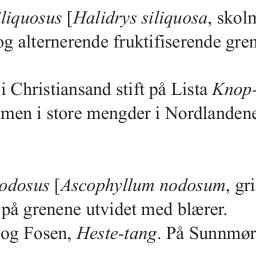 liquosus [Halidrys siliquosa, skolm
og alternerende fruktifiserende gren
i Christiansand stift på Lista Knop-
men i store mengder i Nordlandene
odosus [Ascophyllum nodosum, gri
på grenene utvidet med blærer.
og Fosen, Heste-tang. På Sunnmør